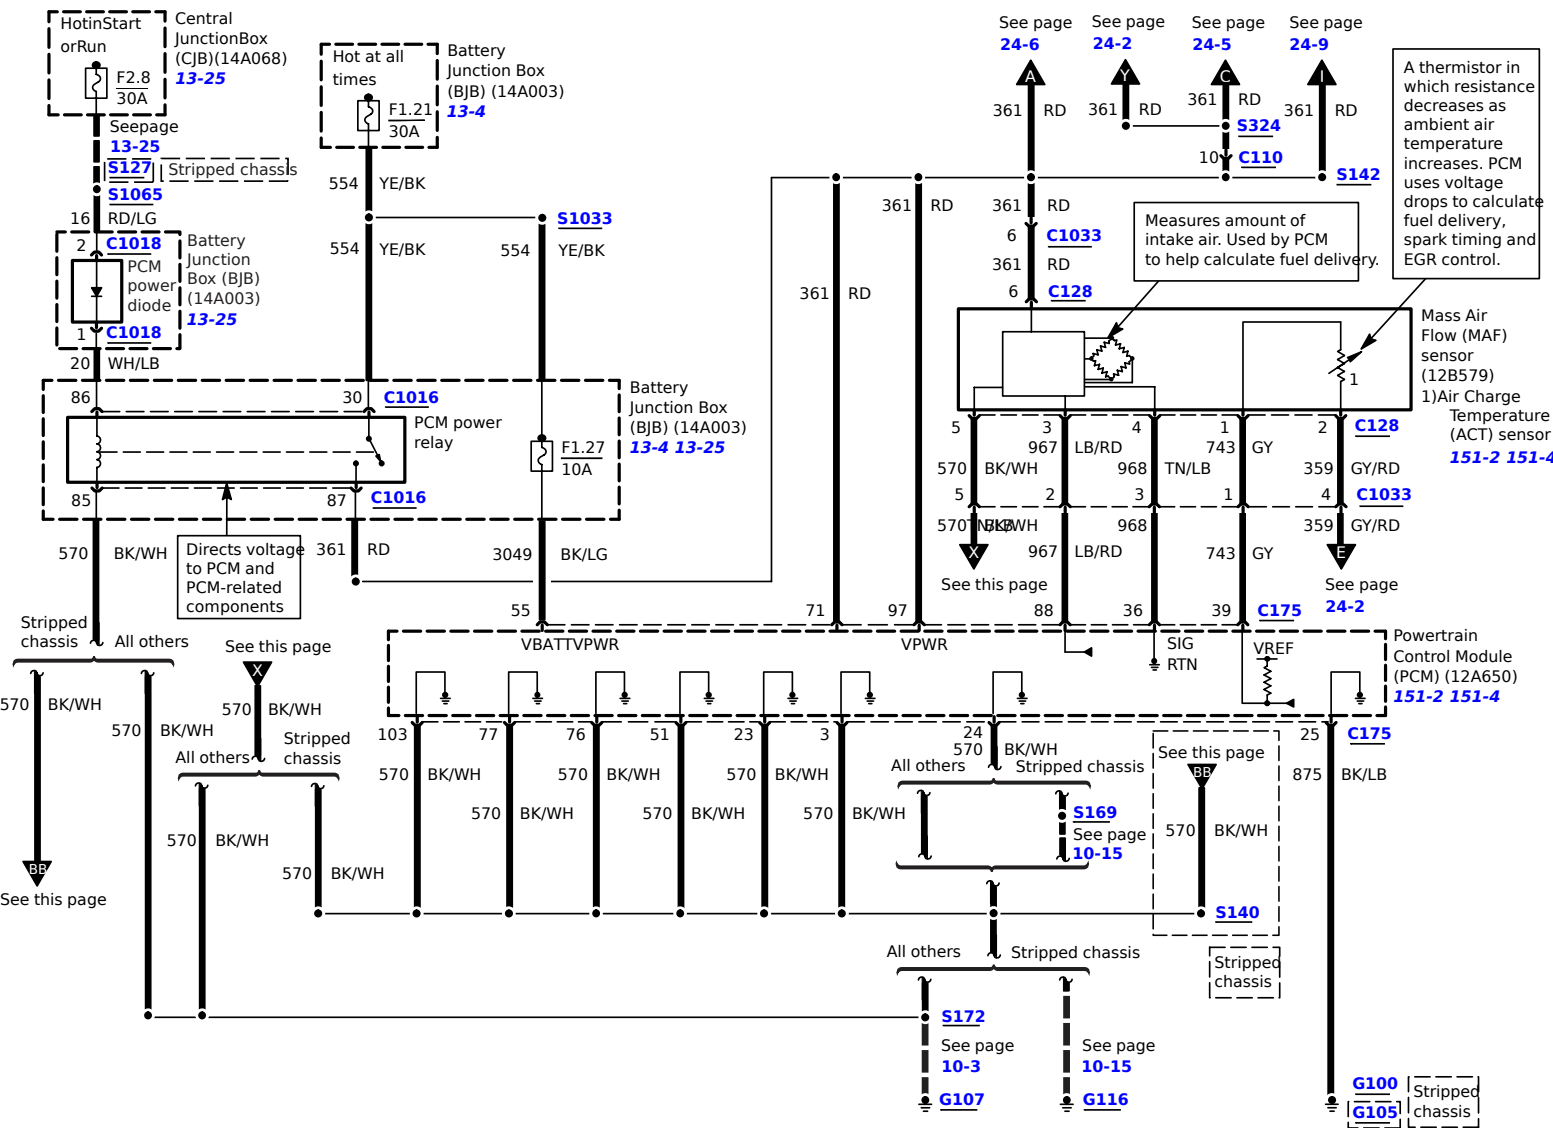 HotinStart
orRun
F2.8
30A
Central
JunctionBox
(CJB)(14A068)
13-25
Seepage
13-25
S127
Stripped chassis
S1065
16
RD/LG
2
C1018
PCM
power
diode
1
C1018
Battery
Junction
Box (BJB)
(14A003)
13-25
20
WH/LB
Hot at all
times
F1.21
30A
Battery
Junction Box
(BJB) (14A003)
13-4
554
YE/BK
S1033
554
YE/BK
554
YE/BK
86
30
C1016
PCM power
relay
85
87
C1016
F1.27
10A
Battery
Junction Box
(BJB) (14A003)
13-4 13-25
570
BK/WH
Directs voltage
to PCM and
PCM-related
components
361
RD
3049
BK/LG
See page
24-6
See page
24-2
See page
24-5
See page
24-9
A
Y
C
I
361
RD
361
RD
361
RD
361
RD
S324
10
C110
S142
361
RD
361
RD
361
RD
6
C1033
361
RD
6
C128
Measures amount of
intake air. Used by PCM
to help calculate fuel delivery.
A thermistor in
which resistance
decreases as
ambient air
temperature
increases. PCM
uses voltage
drops to calculate
fuel delivery,
spark timing and
EGR control.
1
Mass Air
Flow (MAF)
sensor
(12B579)
1)Air Charge
Temperature
(ACT) sensor
151-2 151-4
5
3
4
1
2
C128
967
LB/RD
743
GY
570
BK/WH
968
TN/LB
359
GY/RD
5
2
3
1
4
C1033
570
BK/WH
TN/LB
968
359
GY/RD
967
LB/RD
743
GY
X
E
See this page
See page
24-2
55
71
97
88
36
39
C175
VBATTVPWR
VPWR
SIG
RTN
VREF
Powertrain
Control Module
(PCM) (12A650)
151-2 151-4
Stripped
chassis
All others
See this page
X
570
BK/WH
570
BK/WH
570
BK/WH
All others
Stripped
chassis
103
77
76
51
23
3
24
25
C175
570
BK/WH
570
BK/WH
570
BK/WH
570
BK/WH
570
BK/WH
570
BK/WH
570
BK/WH
All others
Stripped chassis
S169
See page
10-15
See this page
BB
570
BK/WH
875
BK/LB
570
BK/WH
570
BK/WH
BB
See this page
S140
All others
Stripped chassis
Stripped
chassis
S172
See page
10-3
G107
See page
10-15
G116
G100
G105
Stripped
chassis